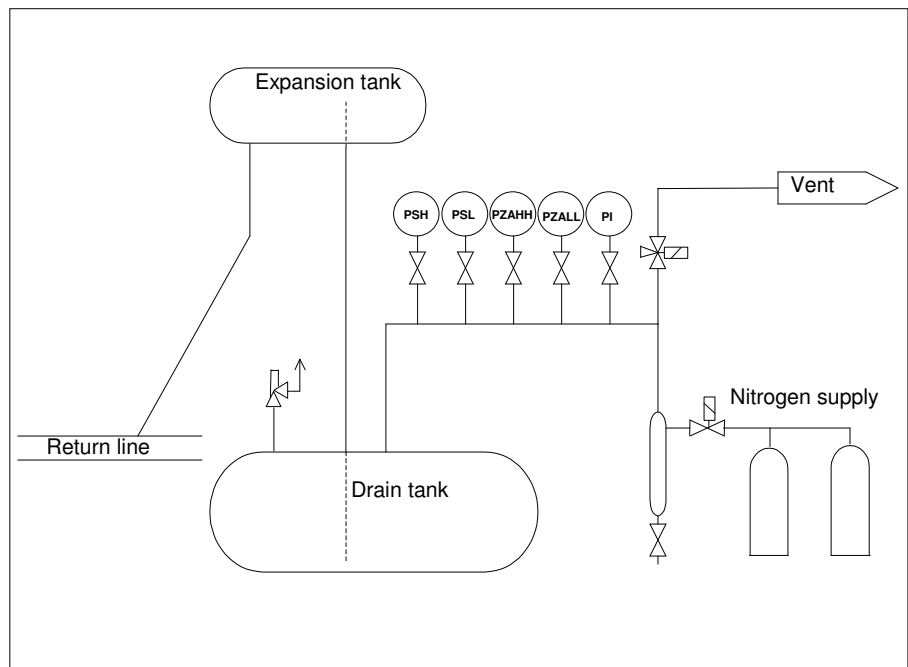 Expansion tank
Vent
PSH PSL PZAHH PZALL PI
Nitrogen supply
Return line
Drain tank